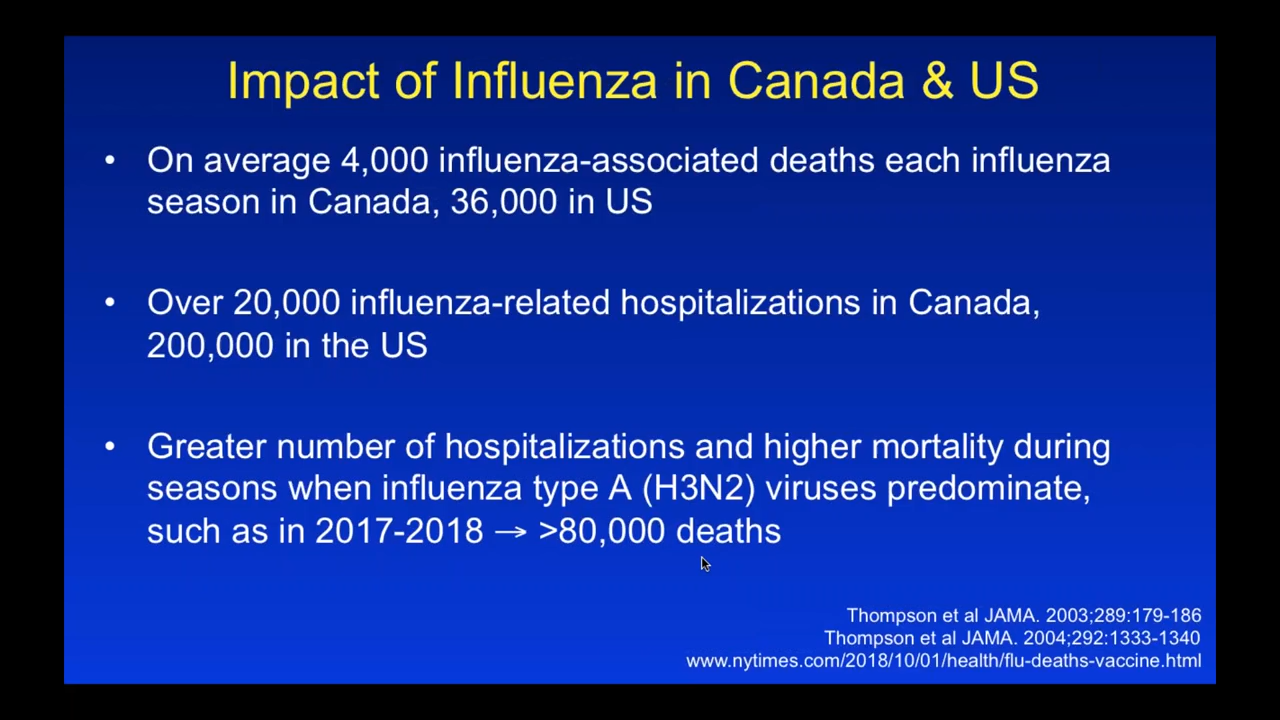 Impact of Influenza in Canada & US
• On average 4,000 influenza-associated deaths each influenza
season in Canada, 36,000 in US
• Over 20,000 influenza-related hospitalizations in Canada,
200,000 in the US
• Greater number of hospitalizations and higher mortality during
seasons when influenza type A (H3N2) viruses predominate,
such as in 2017-2018 → >80,000 deaths
Thompson et al JAMA. 2003;289:179-186
Thompson et al JAMA. 2004;292:1333-1340
www.nytimes.com/2018/10/01/health/flu-deaths-vaccine.html